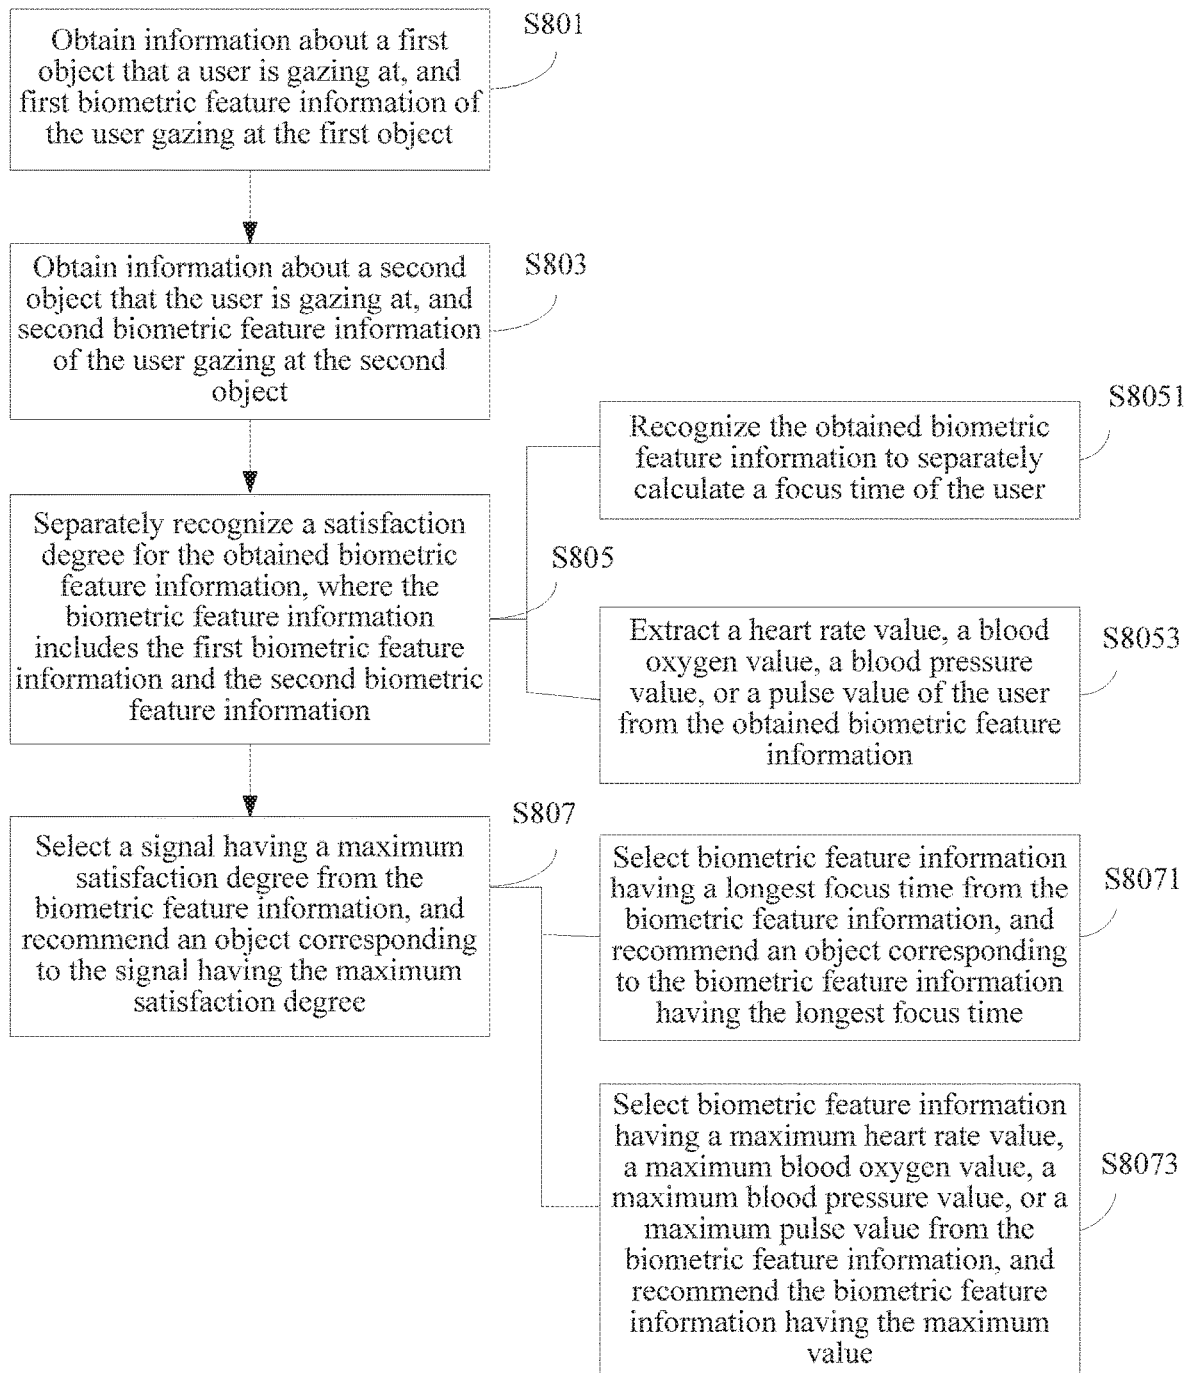 Obtain information about a first
object that a user is gazing at, and
first biometric feature information of
the user gazing at the first object
S801
Obtain information about a second
object that the user is gazing at, and
second biometric feature information
of the user gazing at the second
object
S803
Separately recognize a satisfaction
degree for the obtained biometric
feature information, where the
biometric feature information
includes the first biometric feature
information and the second biometric
feature information
S805
Recognize the obtained biometric
feature information to separately
calculate a focus time of the user
S8051
Extract a heart rate value, a blood
oxygen value, a blood pressure
value, or a pulse value of the user
from the obtained biometric feature
information
S8053
Select a signal having a maximum
satisfaction degree from the
biometric feature information, and
recommend an object corresponding
to the signal having the maximum
satisfaction degree
S807
Select biometric feature information
having a longest focus time from the
biometric feature information, and
recommend an object corresponding
to the biometric feature information
having the longest focus time
S8071
Select biometric feature information
having a maximum heart rate value,
a maximum blood oxygen value, a
maximum blood pressure value, or a
maximum pulse value from the
biometric feature information, and
recommend the biometric feature
information having the maximum
value
S8073